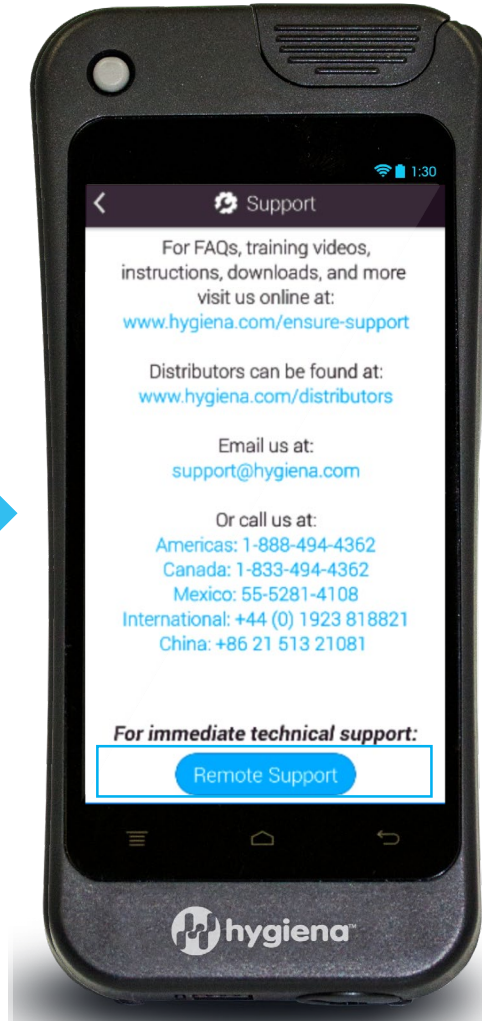 1:30
Support
For FAQs, training videos,
instructions, downloads, and more
visit us online at:
www.hygiena.com/ensure-support
Distributors can be found at:
www.hygiena.com/distributors
Email us at:
support@hygiena.com
Or call us at:
Americas: 1-888-494-4362
Canada: 1-833-494-4362
Mexico: 55-5281-4108
International: +44 (0) 1923 818821
China: +86 21 513 21081
For immediate technical support:
Remote Support
hygiena™